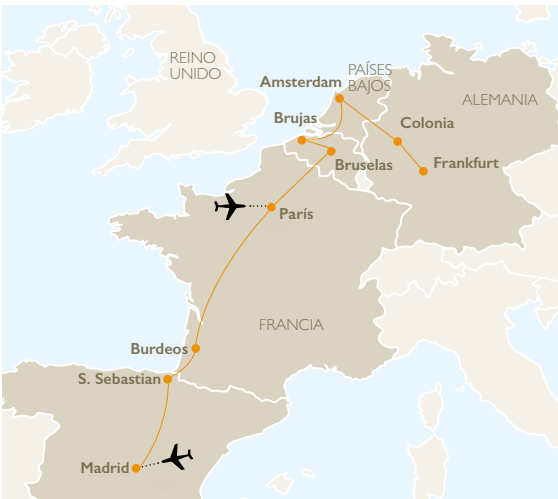 REINO
UNIDO
PAÍSES
BAJOS
Amsterdam
ALEMANIA
Brujas
Colonia
Bruselas
Frankfurt
París
FRANCIA
Burdeos
S. Sebastian
Madrid